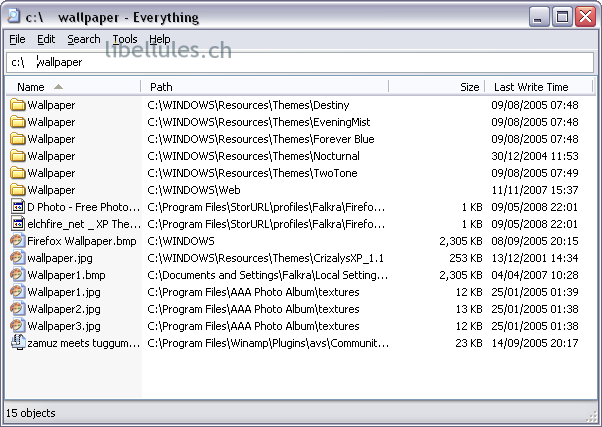 c:\ wallpaper - Everything
File Edit Search Tools Help
libellules.ch
c:\ wallpaper
Name Path Size Last Write Time
Wallpaper C:\WINDOWS\Resources\Themes\Destiny 09/08/2005 07:48
Wallpaper C:\WINDOWS\Resources\Themes\EveningMist 09/08/2005 07:48
Wallpaper C:\WINDOWS\Resources\Themes\Forever Blue 09/08/2005 07:48
Wallpaper C:\WINDOWS\Resources\Themes\Nocturnal 30/12/2004 11:53
Wallpaper C:\WINDOWS\Resources\Themes\TwoTone 09/08/2005 07:49
Wallpaper C:\WINDOWS\Web 11/11/2007 15:37
D Photo - Free Photo... C:\Program Files\StorURL\profiles\Falkra\Firefo... 1 KB 09/05/2008 22:01
elchfire_net _ XP The... C:\Program Files\StorURL\profiles\Falkra\Firefo... 1 KB 09/05/2008 22:01
Firefox Wallpaper.bmp C:\WINDOWS 2,305 KB 08/09/2005 20:15
wallpaper.jpg C:\WINDOWS\Resources\Themes\CrizalysXP_1.1 253 KB 13/12/2001 14:34
Wallpaper1.bmp C:\Documents and Settings\Falkra\Local Setting... 2,305 KB 04/04/2007 10:28
Wallpaper1.jpg C:\Program Files\AAA Photo Album\textures 12 KB 25/01/2005 01:39
Wallpaper2.jpg C:\Program Files\AAA Photo Album\textures 13 KB 25/01/2005 01:38
Wallpaper3.jpg C:\Program Files\AAA Photo Album\textures 12 KB 25/01/2005 01:38
zamuz meets tuggum... C:\Program Files\Winamp\Plugins\avs\Communit... 23 KB 14/09/2005 20:17
15 objects